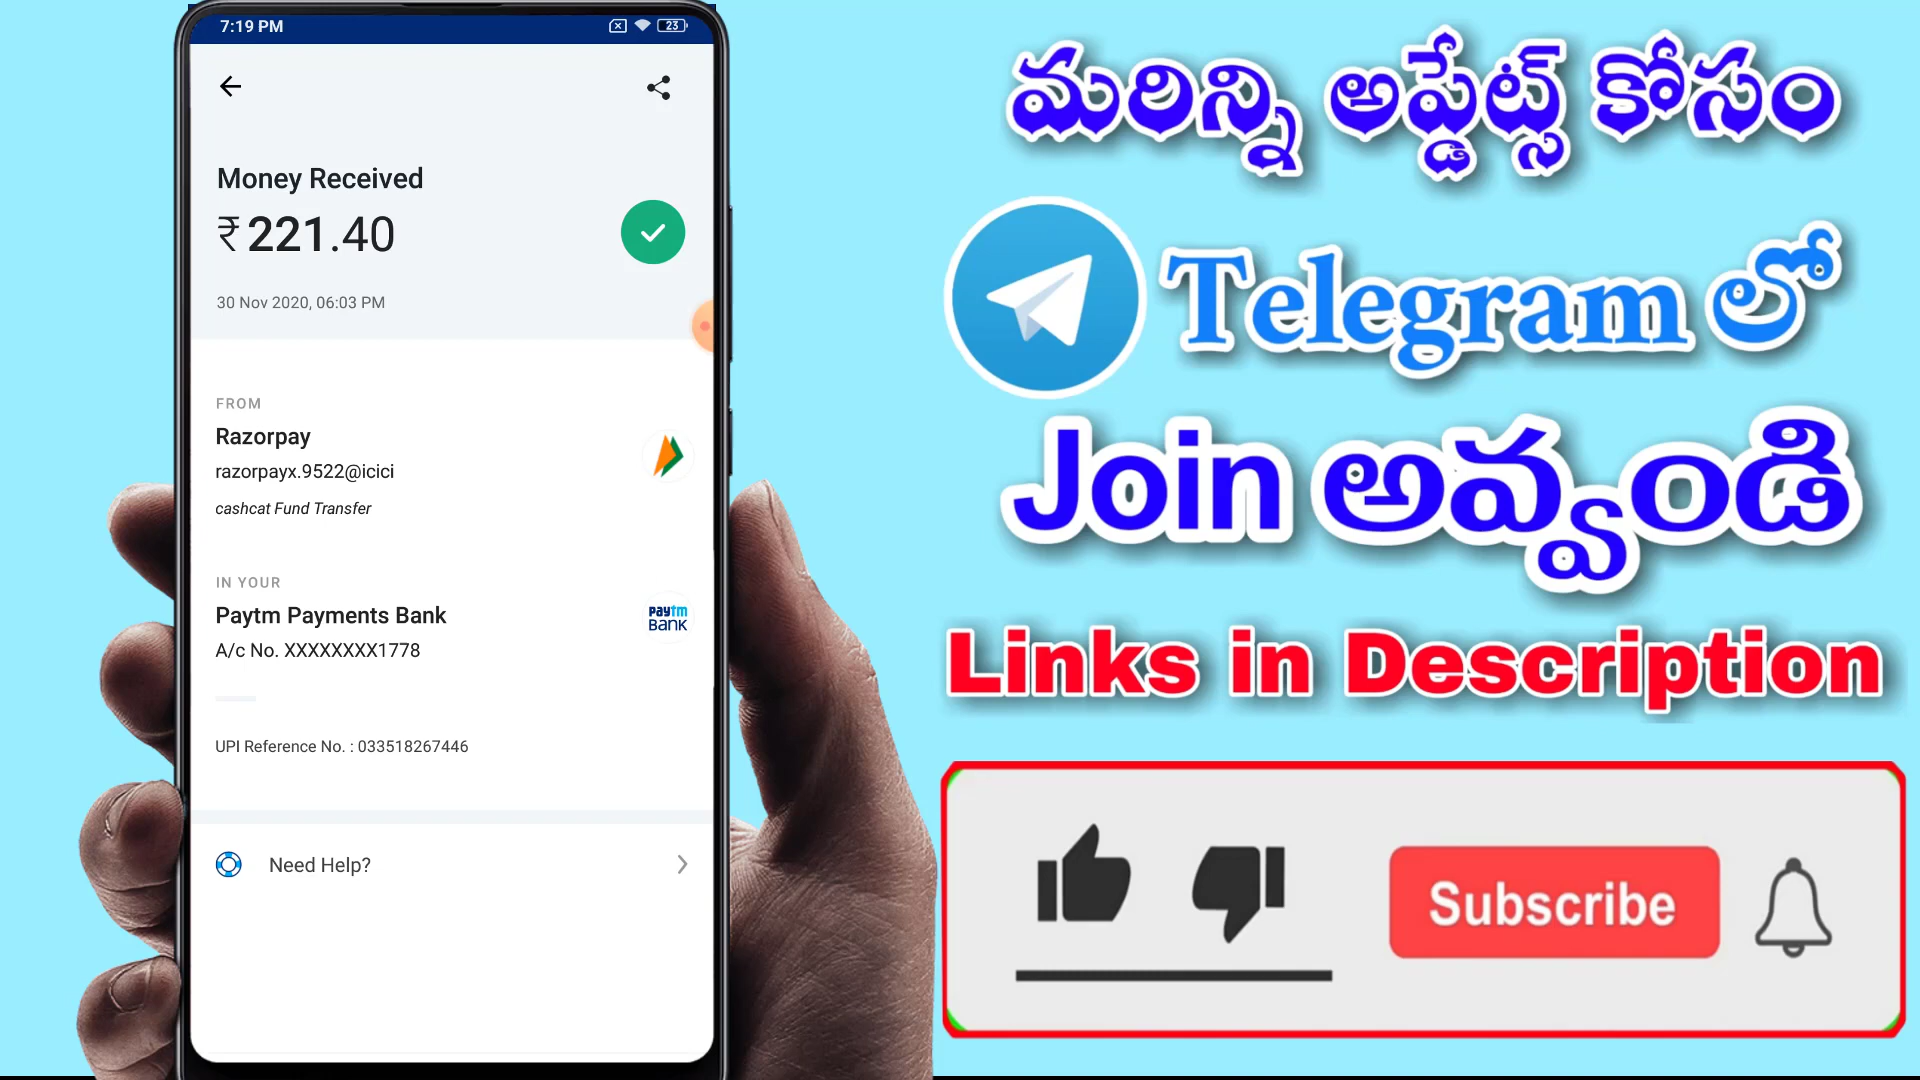 7:19 PM
23
Money Received
₹221.40
30 Nov 2020, 06:03 PM
FROM
Razorpay
razorpayx.9522@icici
cashcat Fund Transfer
IN YOUR
Paytm Payments Bank
paytm
BANK
A/c No. XXXXXXXX1778
UPI Reference No. : 033518267446
Need Help?
మరిన్ని అప్డేట్స్ కోసం
Telegram లో
Join అవ్వండి
Links in Description
Subscribe